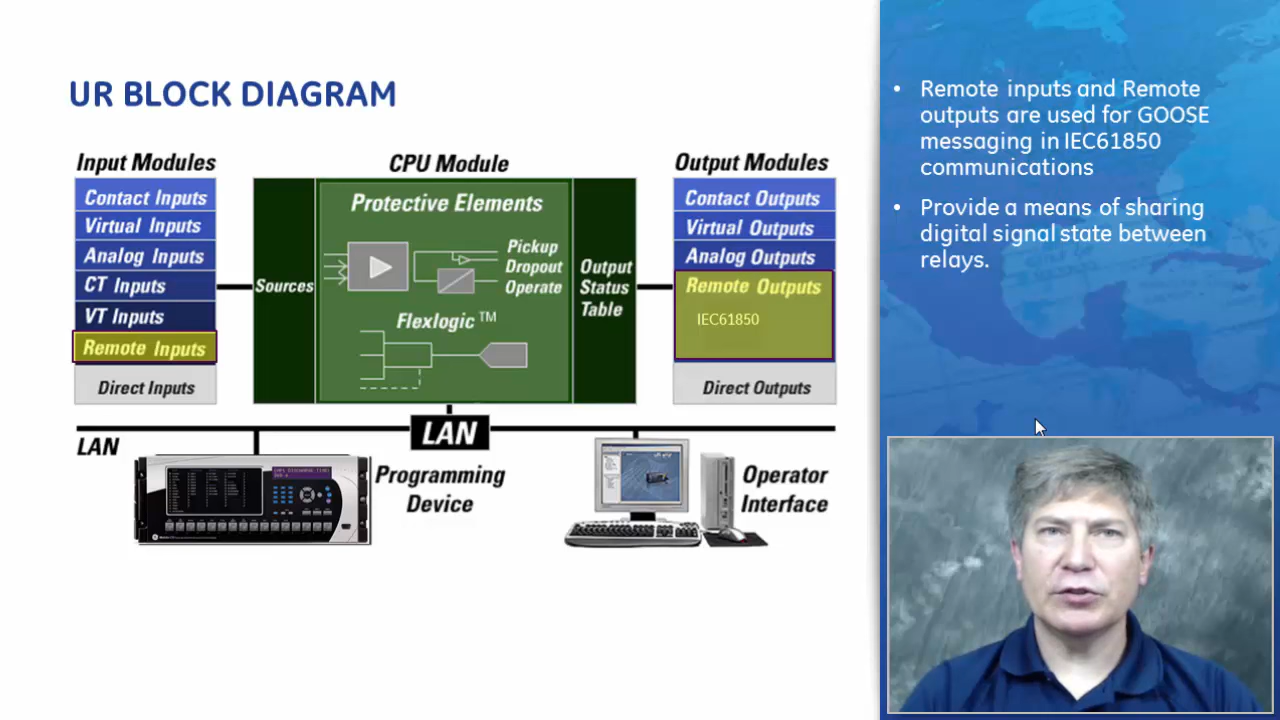 UR BLOCK DIAGRAM
Input Modules
Contact Inputs
Virtual Inputs
Analog Inputs
CT Inputs
VT Inputs
Remote Inputs
Direct Inputs
CPU Module
Sources
Protective Elements
Pickup
Dropout
Operate
Flexlogic TM
Output
Status
Table
Output Modules
Contact Outputs
Virtual Outputs
Analog Outputs
Remote Outputs
IEC61850
Direct Outputs
LAN
LAN
Programming
Device
Operator
Interface
• Remote inputs and Remote
outputs are used for GOOSE
messaging in IEC61850
communications
• Provide a means of sharing
digital signal state between
relays.